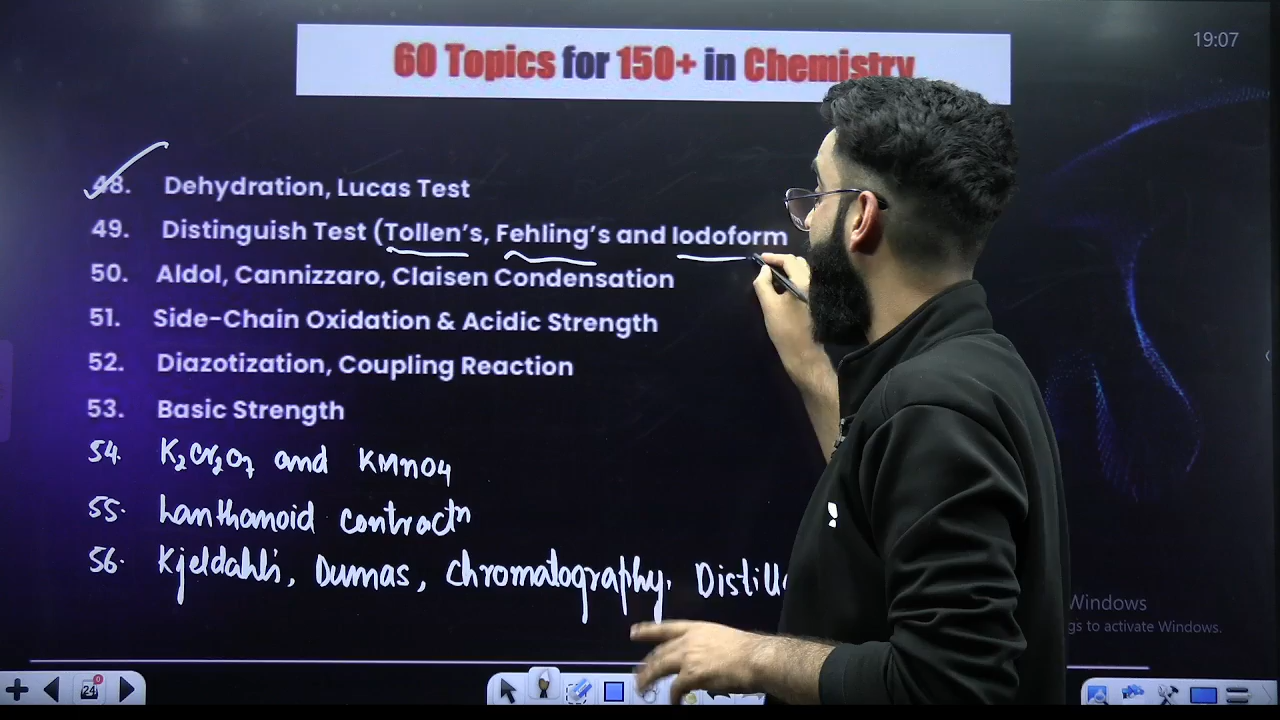 60 Topics for 150+ in Chemistry
19:07
48. Dehydration, Lucas Test
49. Distinguish Test (Tollen's, Fehling's and Iodoform
50. Aldol, Cannizzaro, Claisen Condensation
51. Side-Chain Oxidation & Acidic Strength
52. Diazotization, Coupling Reaction
53. Basic Strength
54. K2Cr2O7 and KMnO4
55. Lanthanoid contractn
56. Kjeldahl's, Dumas, Chromatography. Distill
Windows
gs to activate Windows.
24